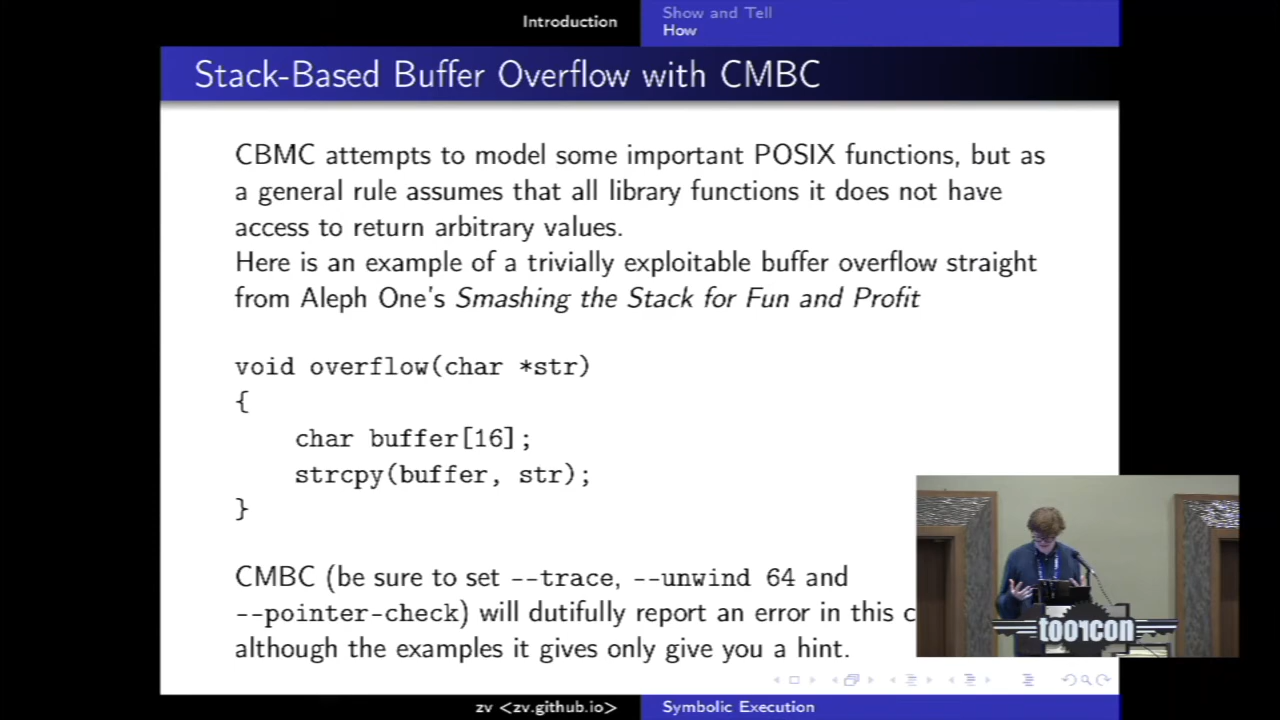 Introduction
Show and Tell
How
Stack-Based Buffer Overflow with CMBC
CBMC attempts to model some important POSIX functions, but as
a general rule assumes that all library functions it does not have
access to return arbitrary values.
Here is an example of a trivially exploitable buffer overflow straight
from Aleph One's Smashing the Stack for Fun and Profit
void overflow(char *str)
{
char buffer[16];
strcpy(buffer, str);
}
CMBC (be sure to set --trace, --unwind 64 and
--pointer-check) will dutifully report an error in this c
although the examples it gives only give you a hint.
toorcon
zv <zv.github.io>
Symbolic Execution